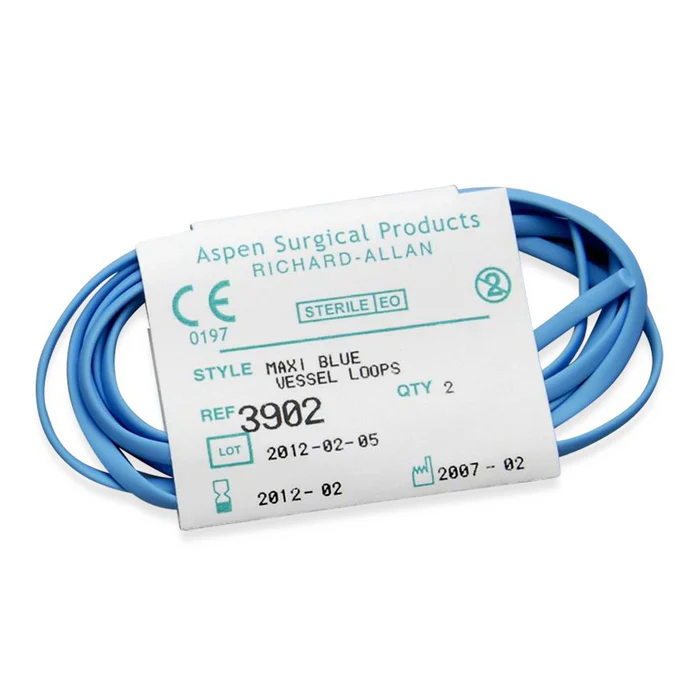 Aspen Surgical Products
RICHARD-ALLAN
CE
0197
STERILE EO
2
STYLE MAXI BLUE
VESSEL LOOPS
QTY 2
REF 3902
LOT 2012-02-05
2012-02
2007-02